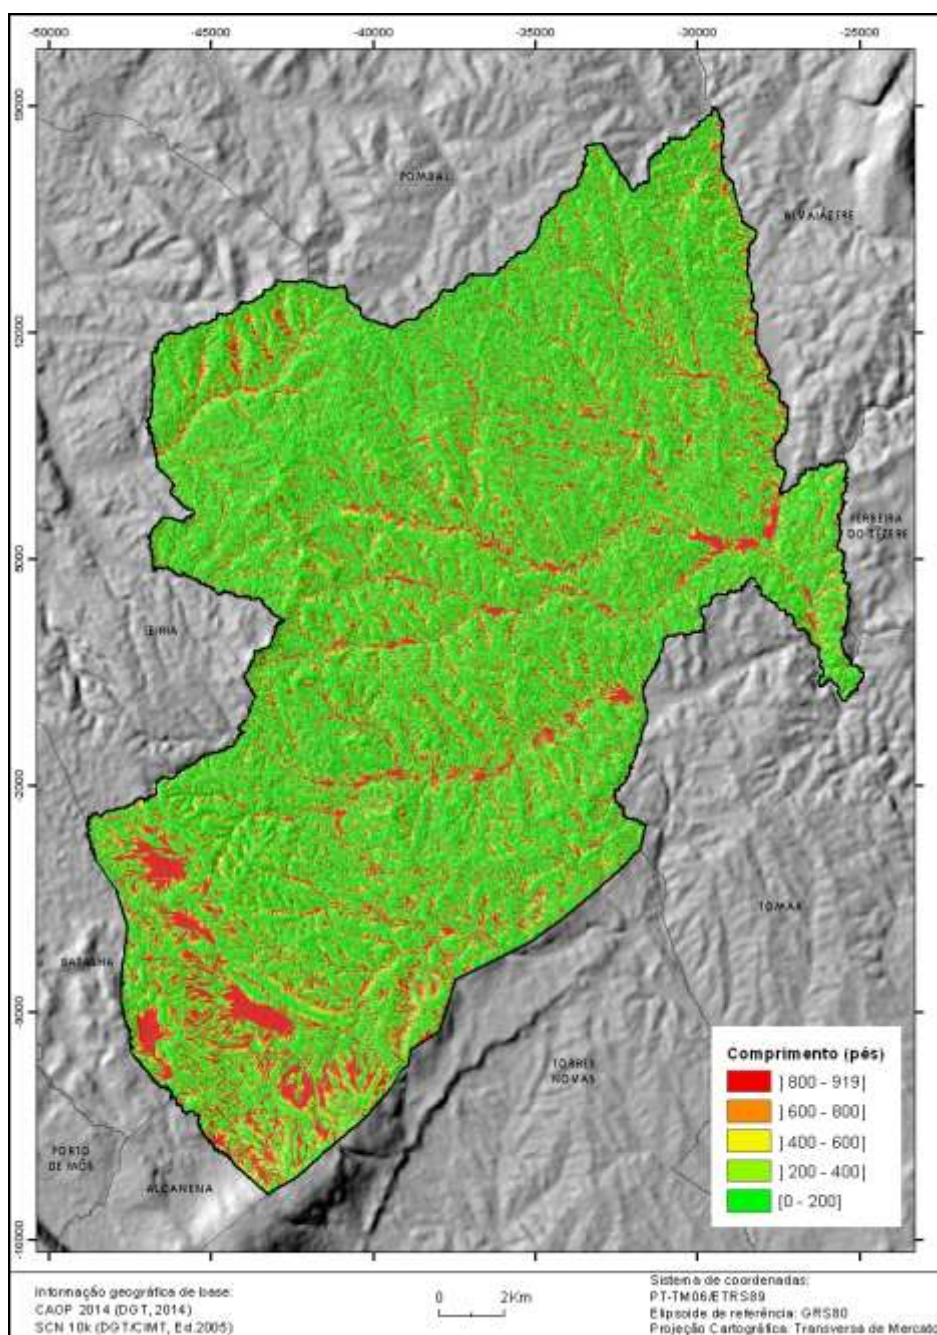 -50000 -45000 -40000 -35000 -30000 -25000
POMBAL
ALVAIÁZERE
FERREIRA
DO ZÊZERE
LEIRIA
TOMAR
BATALHA
TORRES
NOVAS
PORTO
DE MÓS
ALCANENA
Comprimento (pés)
]800 - 919]
]600 - 800]
]400 - 600]
]200 - 400]
[0 - 200]
Informação geográfica de base:
CAOP 2014 (DGT, 2014)
SCN 10k (DGT/CIMT, Ed.2005)
0 2Km
Sistema de coordenadas:
PT-TM06/ETRS89
Elipsoide de referência: GRS80
Projeção Cartográfica: Transversa de Mercato